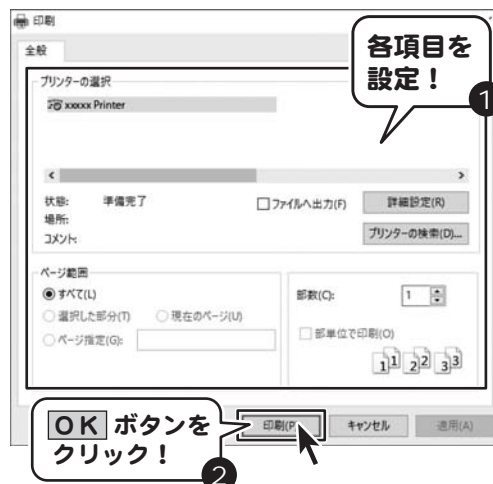 印刷
全般
各項目を
設定！
1
プリンターの選択
xxxxx Printer
状態: 準備完了
ファイルへ出力(F)
詳細設定(R)
場所:
コメント:
プリンターの検索(D)...
ページ範囲
すべて(L)
選択した部分(T) 現在のページ(U)
ページ指定(G):
部数(C): 1
部単位で印刷(O)
11 22 33
OK ボタンを
クリック！
2
印刷(P) キャンセル 適用(A)